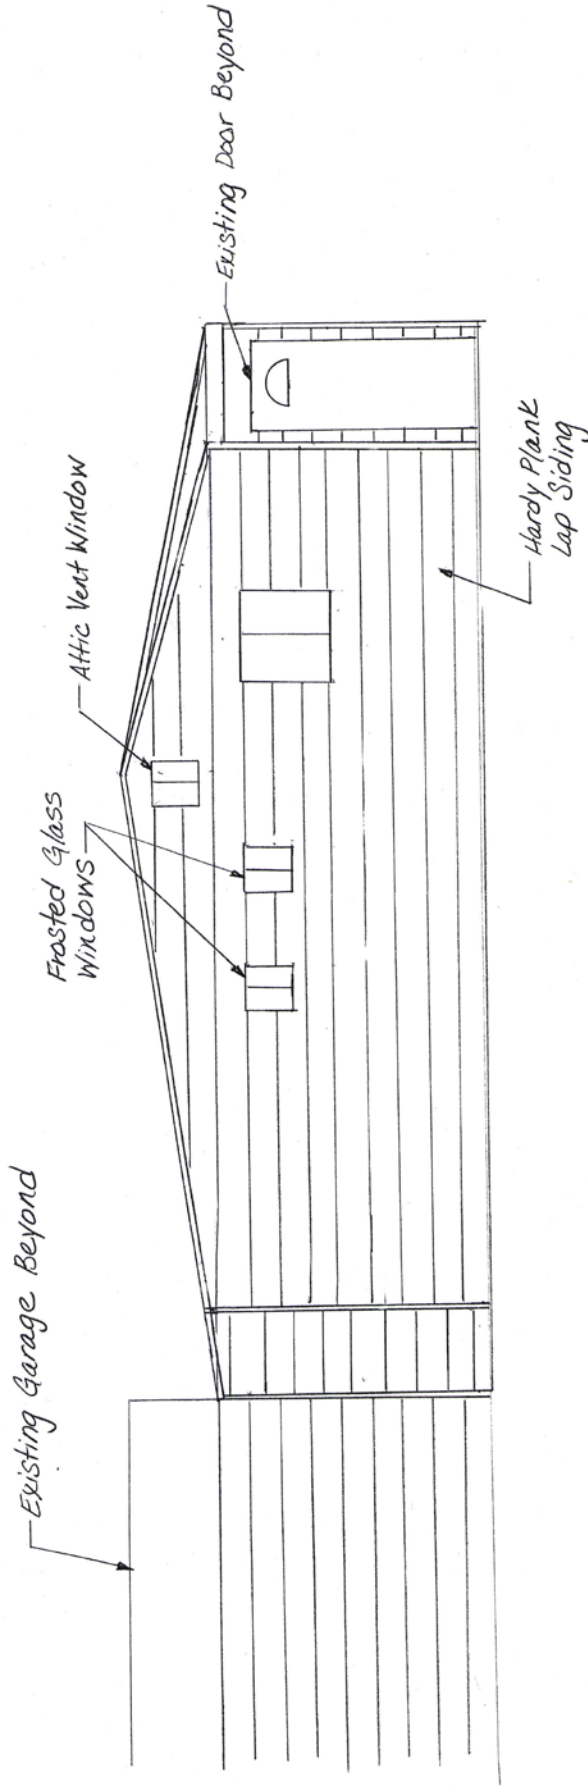 Existing Garage Beyond
Frosted Glass
Windows
Attic Vent Window
Existing Door Beyond
Hardy Plank
Lap Siding